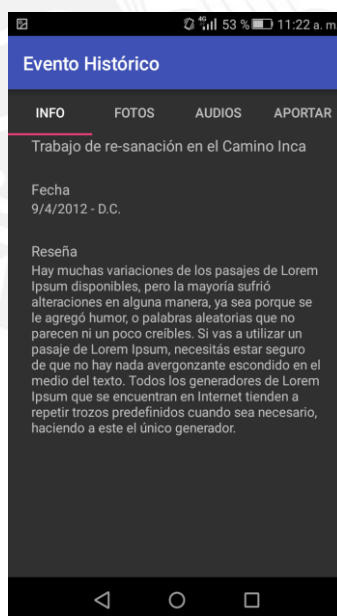 4G 53 % 11:22 a. m.
Evento Histórico
INFO FOTOS AUDIOS APORTAR
Trabajo de re-sanación en el Camino Inca
Fecha
9/4/2012 - D.C.
Reseña
Hay muchas variaciones de los pasajes de Lorem
Ipsum disponibles, pero la mayoría sufrió
alteraciones en alguna manera, ya sea porque se
le agregó humor, o palabras aleatorias que no
parecen ni un poco creíbles. Si vas a utilizar un
pasaje de Lorem Ipsum, necesitás estar seguro
de que no hay nada avergonzante escondido en el
medio del texto. Todos los generadores de Lorem
Ipsum que se encuentran en Internet tienden a
repetir trozos predefinidos cuando sea necesario,
haciendo a este el único generador.